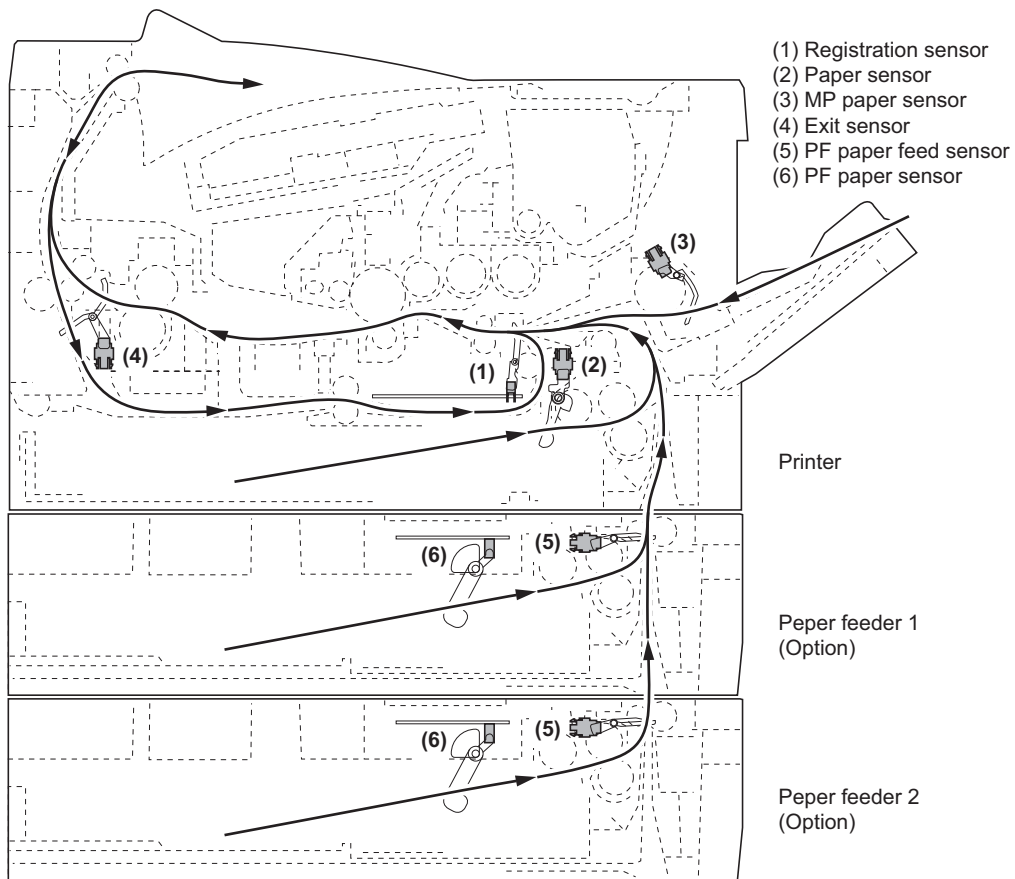 (1) Registration sensor
(2) Paper sensor
(3) MP paper sensor
(4) Exit sensor
(5) PF paper feed sensor
(6) PF paper sensor
(3)
(4)
(1)
(2)
Printer
(6)
(5)
Peper feeder 1
(Option)
(6)
(5)
Peper feeder 2
(Option)